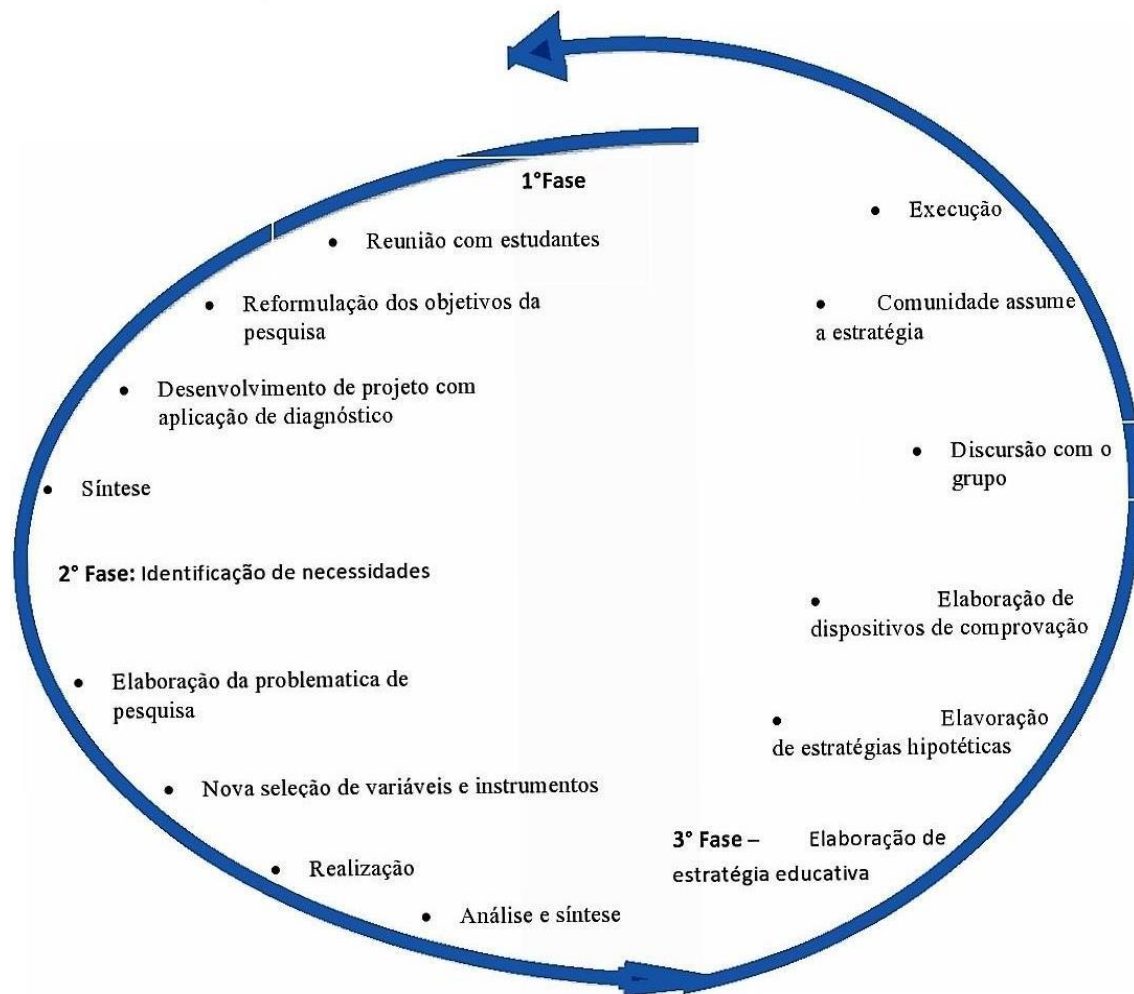 1°Fase
• Reunião com estudantes
• Reformulação dos objetivos da
pesquisa
• Desenvolvimento de projeto com
aplicação de diagnóstico
• Síntese
2° Fase: Identificação de necessidades
• Elaboração da problematica de
pesquisa
• Nova seleção de variáveis e instrumentos
• Realização
• Análise e síntese
3° Fase – Elaboração de
estratégia educativa
• Elavoração
de estratégias hipotéticas
• Elaboração de
dispositivos de comprovação
• Discursão com o
grupo
• Comunidade assume
a estratégia
• Execução